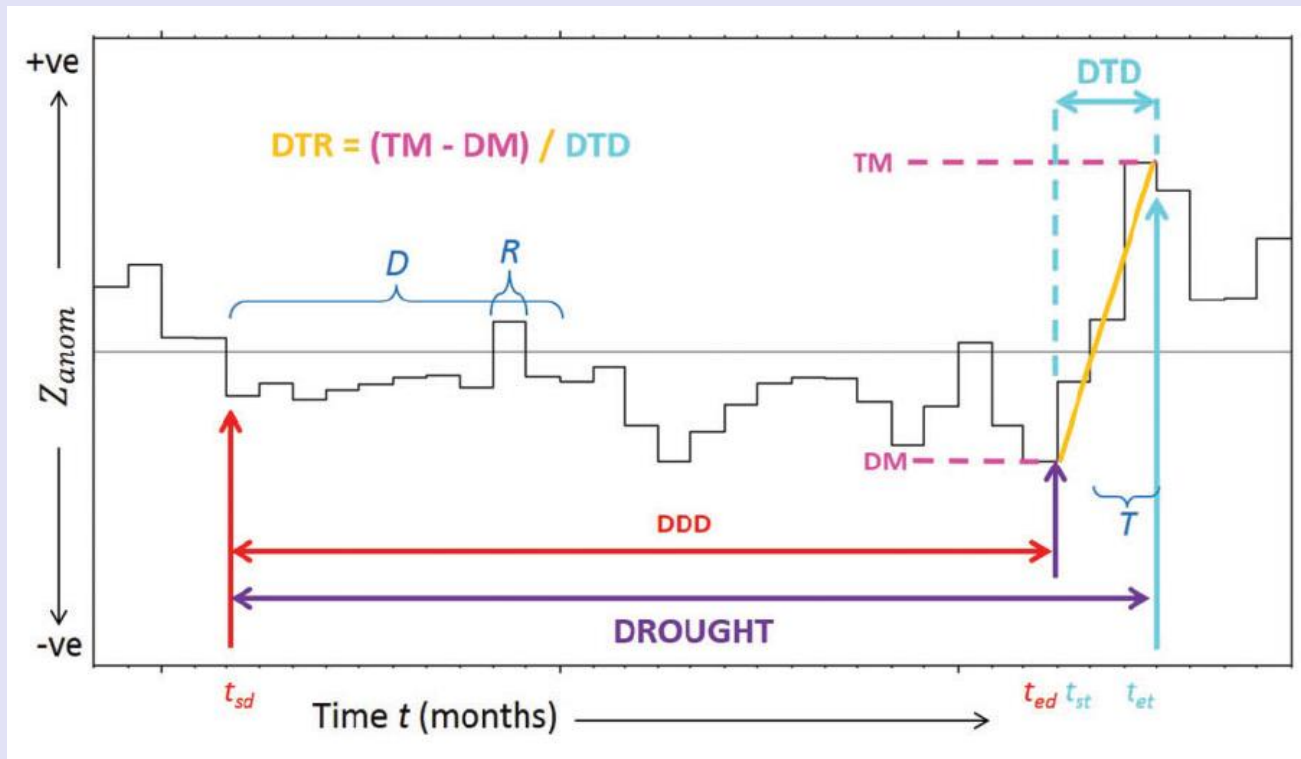 +ve
DTD
DTR = (TM - DM) / DTD
TM
D
R
Zanom
DM
DDD
T
DROUGHT
-ve
tsd
ted
tst
tet
Time t (months)